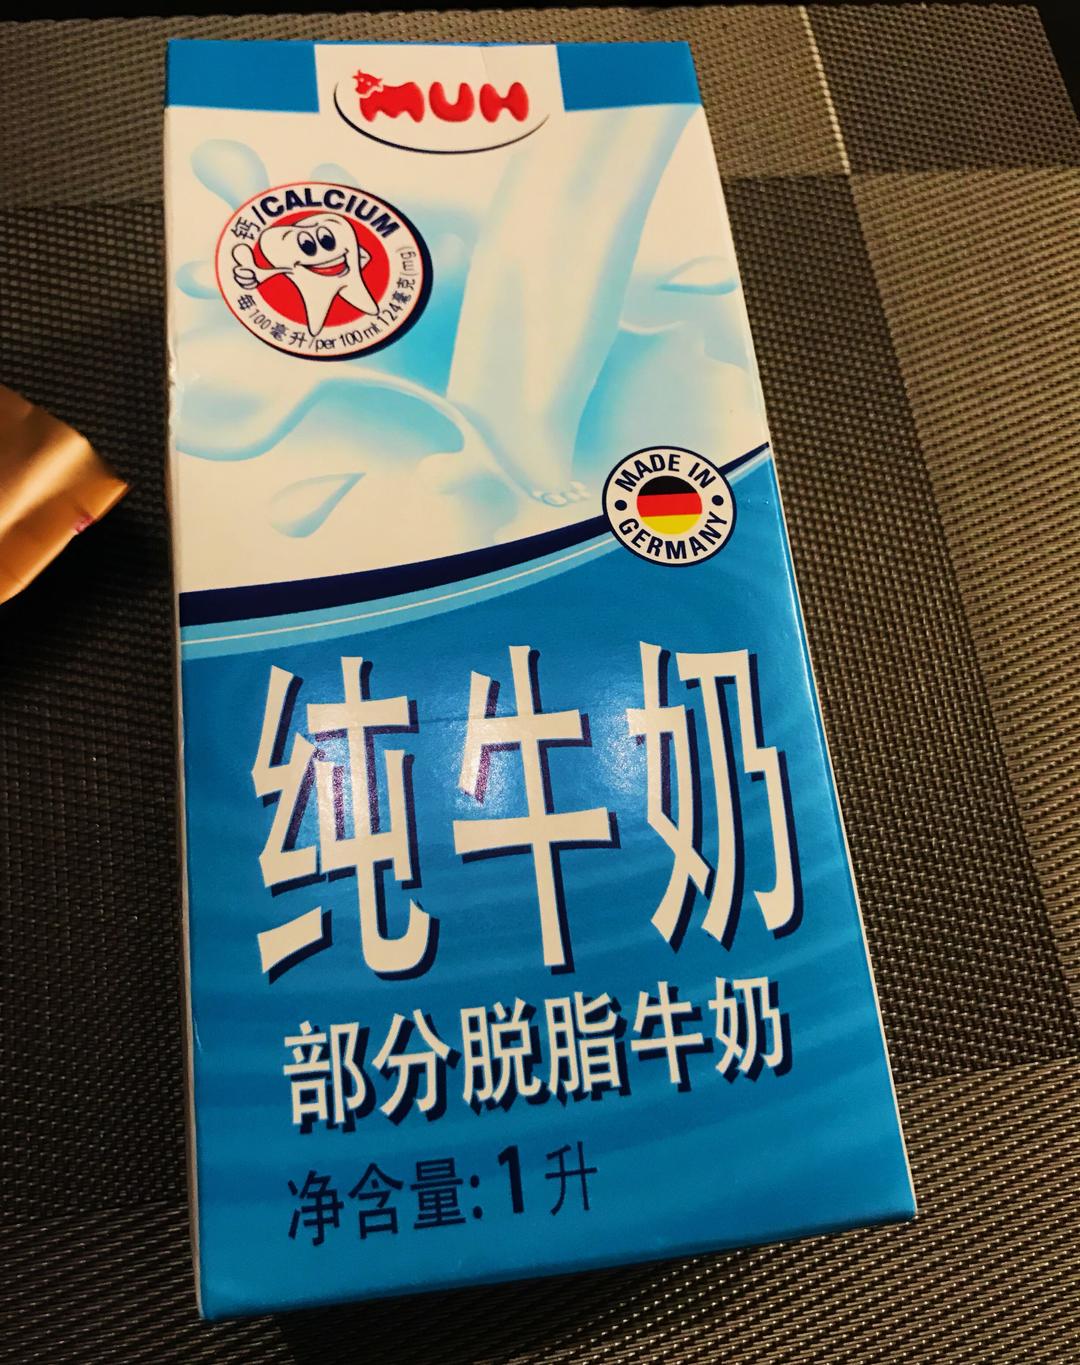 MUH
钙/CALCIUM
每100毫升/per 100 ml 124毫克(mg)
MADE IN
GERMANY
纯牛奶
部分脱脂牛奶
净含量:1升